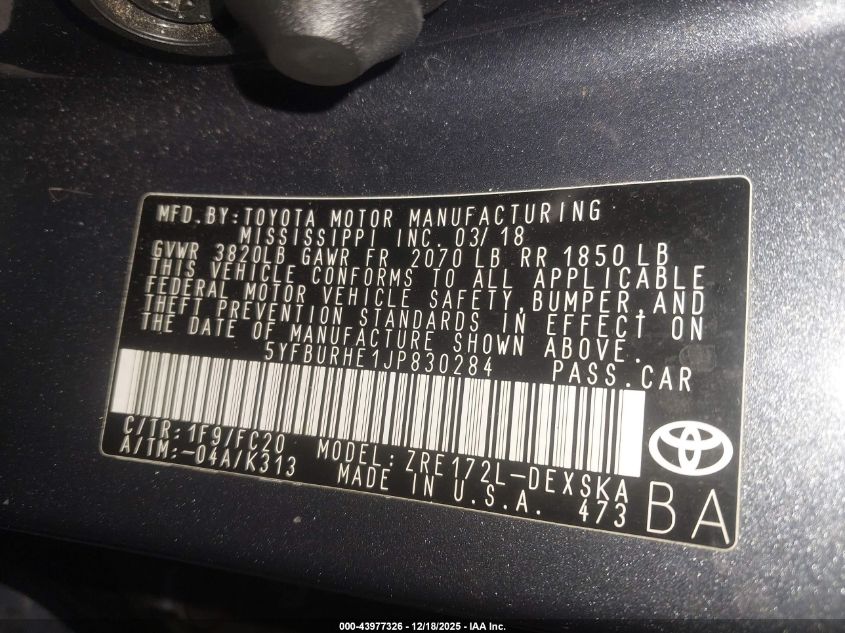 MFD.BY:TOYOTA MOTOR MANUFACTURING
MISSISSIPPI INC. 03/18
GVWR 3820LB GAWR FR 2070 LB RR 1850 LB
THIS VEHICLE CONFORMS TO ALL APPLICABLE
FEDERAL MOTOR VEHICLE SAFETY,BUMPER,AND
THEFT PREVENTION STANDARDS IN EFFECT ON
THE DATE OF MANUFACTURE SHOWN ABOVE.
5YFBURHE1JP830284 PASS.CAR
C/TR:1F9/FC20 MODEL:ZRE172L-DEXSKA
A/TM:-04A/K313 MADE IN U.S.A. 473
BA
000-43977326 - 12/18/2025 - IAA Inc.